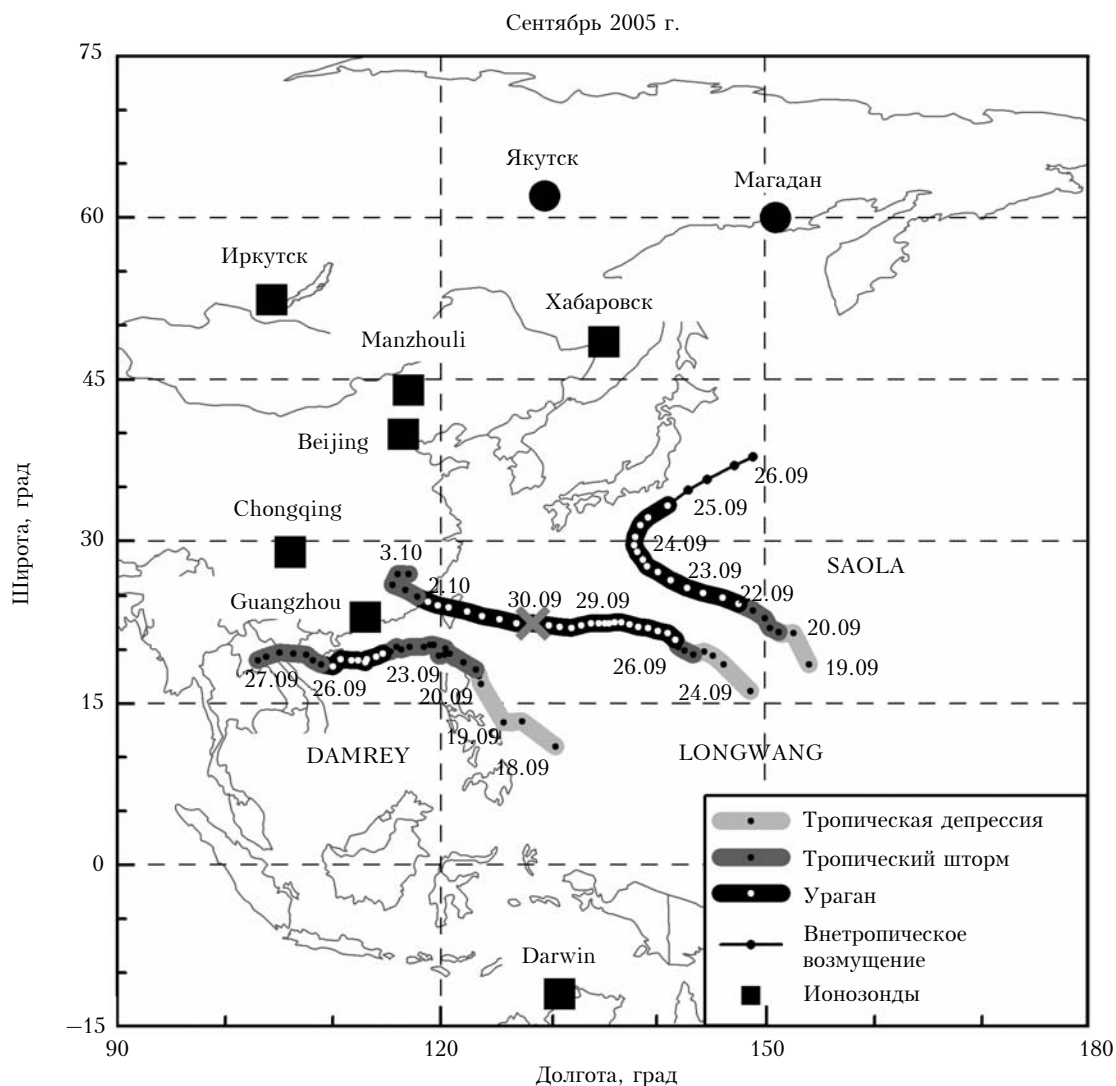 Сентябрь 2005 г.
75
Якутск
Магадан
60
Иркутск
Хабаровск
Manzhouli
45
Beijing
26.09
25.09
Chongqing
30
24.09
3.10
23.09
SAOLA
2.10
30.09
29.09
22.09
Guangzhou
20.09
26.09
19.09
23.09
27.09
26.09
20.09
24.09
15
19.09
DAMREY
18.09
LONGWANG
Тропическая депрессия
0
Тропический шторм
Ураган
Внетропическое
возмущение
Darwin
Ионозонды
−15
90
120
150
180
Широта, град
Долгота, град